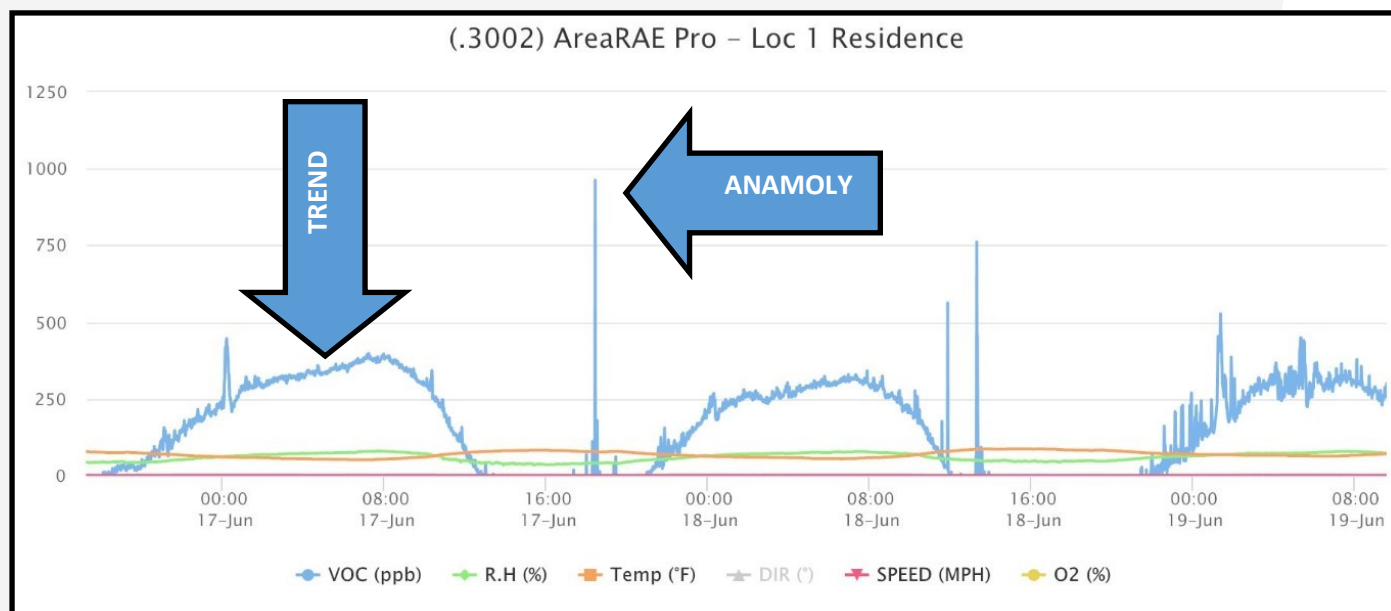 (.3002) AreaRAE Pro – Loc 1 Residence
1250
1000
750
500
250
0
TREND
ANAMOLY
00:00 08:00 16:00 00:00 08:00 16:00 00:00 08:00
17-Jun 17-Jun 17-Jun 18-Jun 18-Jun 18-Jun 19-Jun 19-Jun
VOC (ppb) R.H (%) Temp (°F) DIR (°) SPEED (MPH) O2 (%)